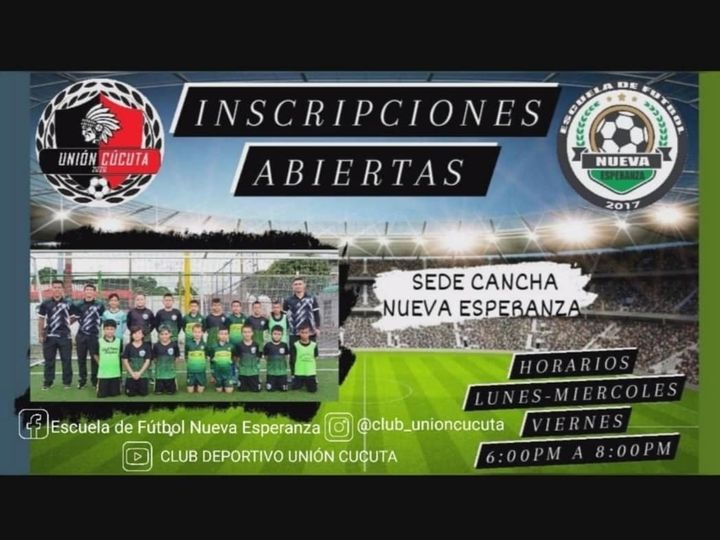 INSCRIPCIONES
ABIERTAS
UNIÓN CÚCUTA
2020
ESCUELA DE FUTBOL
NUEVA
ESPERANZA
2017
SEDE CANCHA
NUEVA ESPERANZA
HORARIOS
LUNES-MIERCOLES
VIERNES
6:00PM A 8:00PM
Escuela de Fútbol Nueva Esperanza @club_unioncucuta
CLUB DEPORTIVO UNIÓN CUCUTA